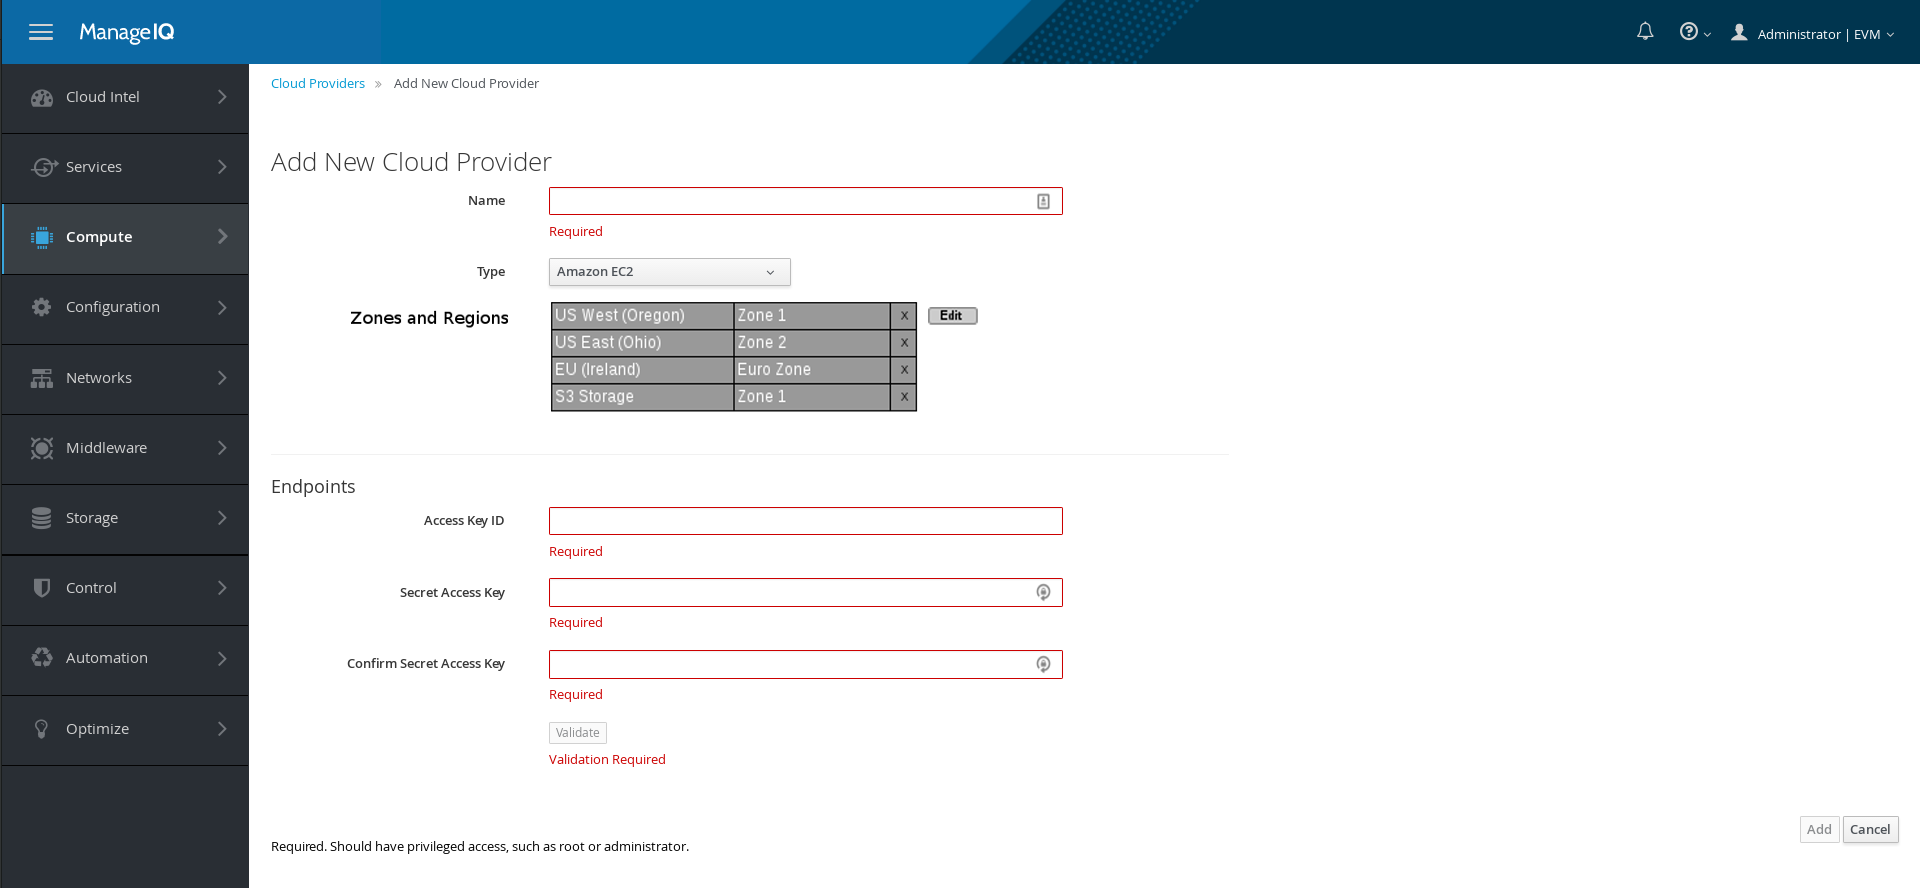 ManageIQ
Administrator | EVM
Cloud Intel
Services
Compute
Configuration
Networks
Middleware
Storage
Control
Automation
Optimize
Cloud Providers » Add New Cloud Provider
Add New Cloud Provider
Name
Required
Type Amazon EC2
Zones and Regions
US West (Oregon) Zone 1 X Edit
US East (Ohio) Zone 2 X
EU (Ireland) Euro Zone X
S3 Storage Zone 1 X
Endpoints
Access Key ID
Required
Secret Access Key
Required
Confirm Secret Access Key
Required
Validate
Validation Required
Add Cancel
Required. Should have privileged access, such as root or administrator.